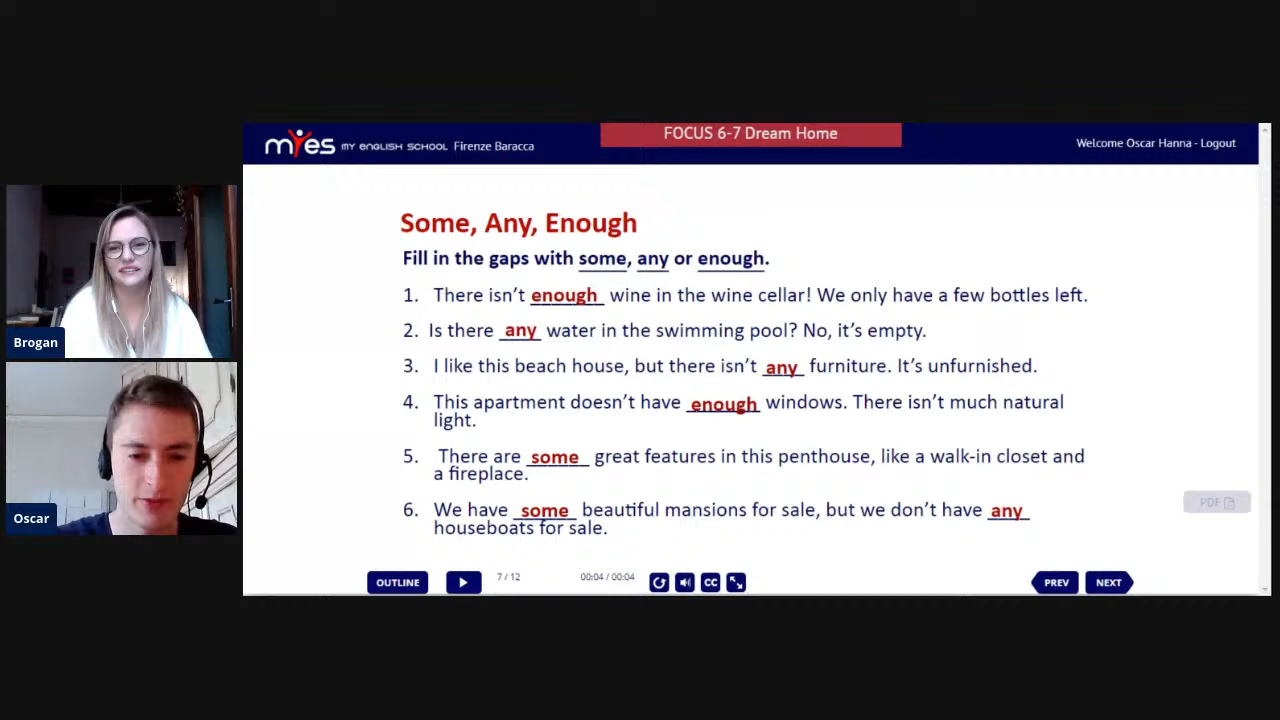 FOCUS 6-7 Dream Home
myes MY ENGLISH SCHOOL Firenze Baracca
Welcome Oscar Hanna - Logout
Some, Any, Enough
Fill in the gaps with some, any or enough.
1. There isn't enough wine in the wine cellar! We only have a few bottles left.
2. Is there any water in the swimming pool? No, it's empty.
3. I like this beach house, but there isn't any furniture. It's unfurnished.
4. This apartment doesn't have enough windows. There isn't much natural
light.
5. There are some great features in this penthouse, like a walk-in closet and
a fireplace.
6. We have some beautiful mansions for sale, but we don't have any
houseboats for sale.
PDF
OUTLINE
7 / 12
00:04 / 00:04
CC
PREV
NEXT
Brogan
Oscar